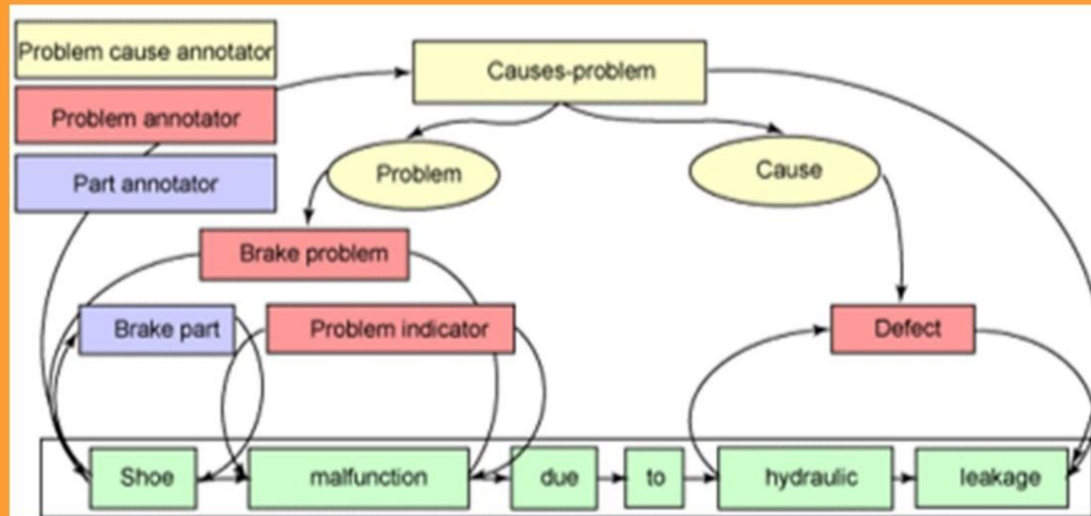 Problem cause annotator
Problem annotator
Part annotator
Causes-problem
Problem
Cause
Brake problem
Brake part
Problem indicator
Defect
Shoe
malfunction
due
to
hydraulic
leakage